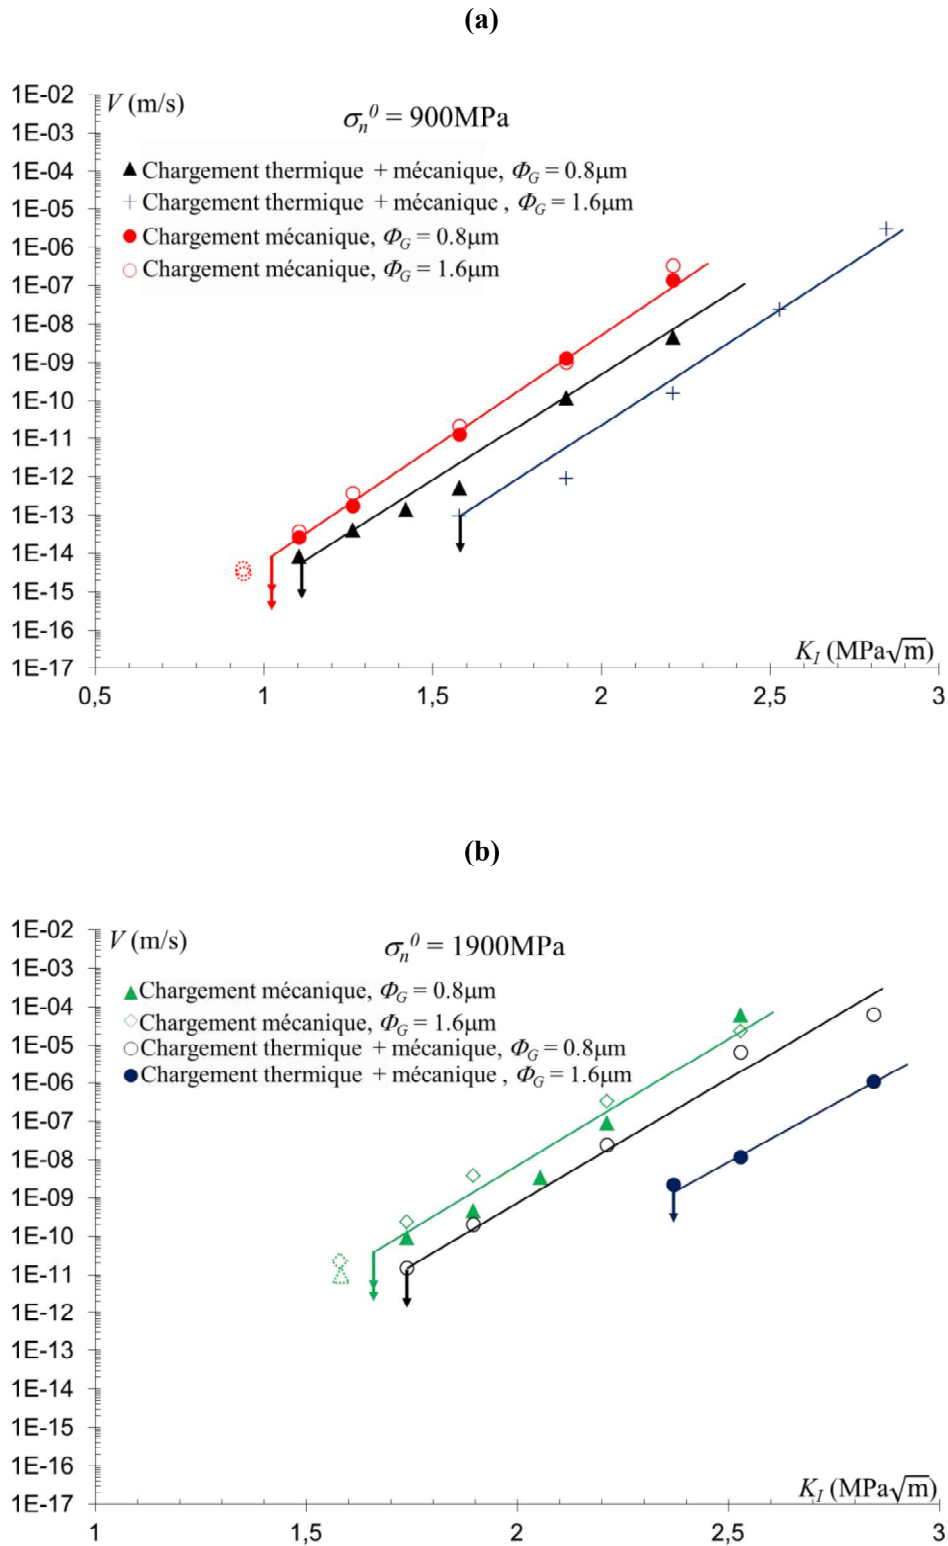 (a)
1E-02
V (m/s)
σn⁰ = 900MPa
1E-03
1E-04
▲ Chargement thermique + mécanique, ΦG = 0.8μm
1E-05
+ Chargement thermique + mécanique , ΦG = 1.6μm
1E-06
● Chargement mécanique, ΦG = 0.8μm
1E-07
○ Chargement mécanique, ΦG = 1.6μm
1E-08
1E-09
1E-10
1E-11
1E-12
1E-13
1E-14
1E-15
1E-16
1E-17
KI (MPa√m)
0,5 1 1,5 2 2,5 3
(b)
1E-02
V (m/s)
σn⁰ = 1900MPa
1E-03
1E-04
▲ Chargement mécanique, ΦG = 0.8μm
◇ Chargement mécanique, ΦG = 1.6μm
1E-05
○ Chargement thermique + mécanique, ΦG = 0.8μm
1E-06
● Chargement thermique + mécanique , ΦG = 1.6μm
1E-07
1E-08
1E-09
1E-10
1E-11
1E-12
1E-13
1E-14
1E-15
1E-16
1E-17
KI (MPa√m)
1 1,5 2 2,5 3